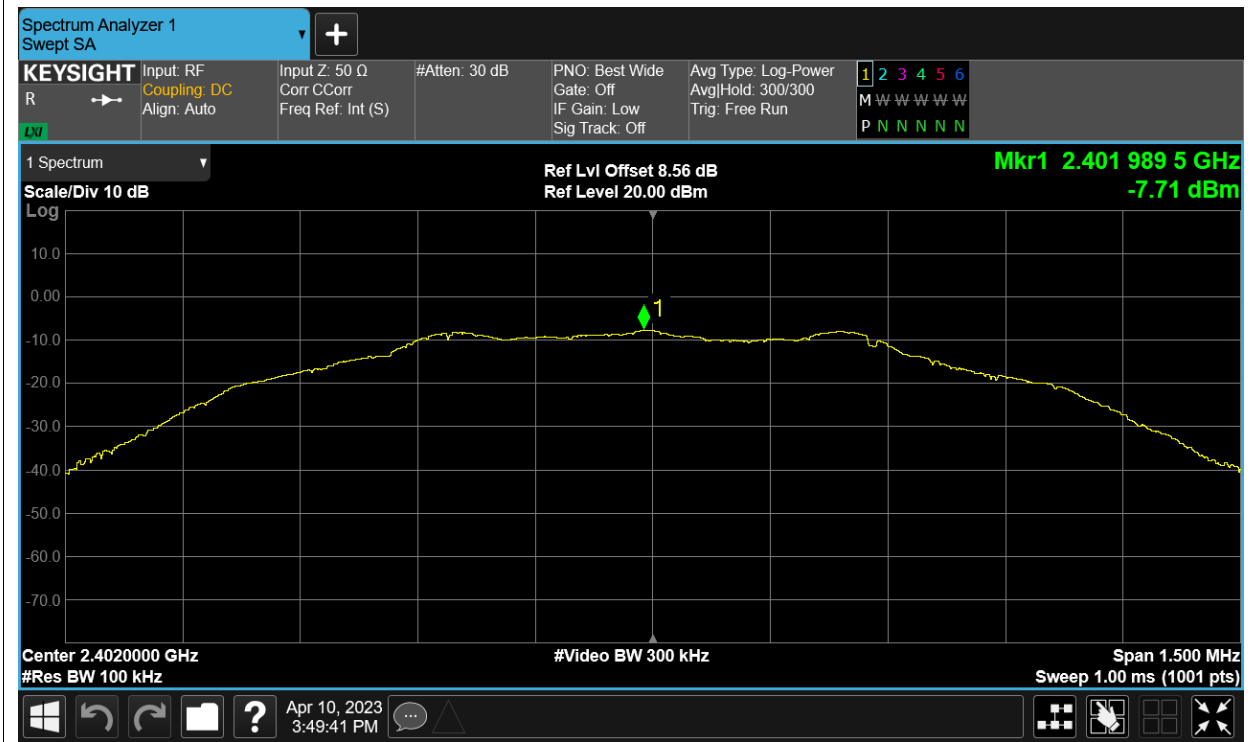 Spectrum Analyzer 1
Swept SA
+
KEYSIGHT
R
LXI
Input: RF
Coupling: DC
Align: Auto
Input Z: 50 Ω
Corr CCorr
Freq Ref: Int (S)
#Atten: 30 dB
PNO: Best Wide
Gate: Off
IF Gain: Low
Sig Track: Off
Avg Type: Log-Power
Avg|Hold: 300/300
Trig: Free Run
1 2 3 4 5 6
M W W W W W
P N N N N N
1 Spectrum
Scale/Div 10 dB
Ref Lvl Offset 8.56 dB
Ref Level 20.00 dBm
Mkr1 2.401 989 5 GHz
-7.71 dBm
Log
10.0
0.00
-10.0
-20.0
-30.0
-40.0
-50.0
-60.0
-70.0
1
Center 2.4020000 GHz
#Res BW 100 kHz
#Video BW 300 kHz
Span 1.500 MHz
Sweep 1.00 ms (1001 pts)
?
Apr 10, 2023
3:49:41 PM